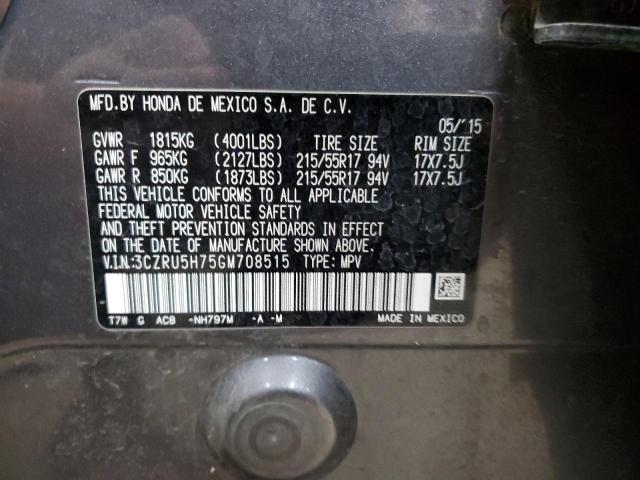 MFD.BY HONDA DE MEXICO S.A. DE C.V.
05/'15
GVWR 1815KG (4001LBS) TIRE SIZE RIM SIZE
GAWR F 965KG (2127LBS) 215/55R17 94V 17X7.5J
GAWR R 850KG (1873LBS) 215/55R17 94V 17X7.5J
THIS VEHICLE CONFORMS TO ALL APPLICABLE
FEDERAL MOTOR VEHICLE SAFETY
AND THEFT PREVENTION STANDARDS IN EFFECT
ON THE DATE OF MANUFACTURE SHOWN ABOVE.
V.I.N:3CZRU5H75GM708515 TYPE: MPV
T7W G ACB -NH797M -A -M MADE IN MEXICO